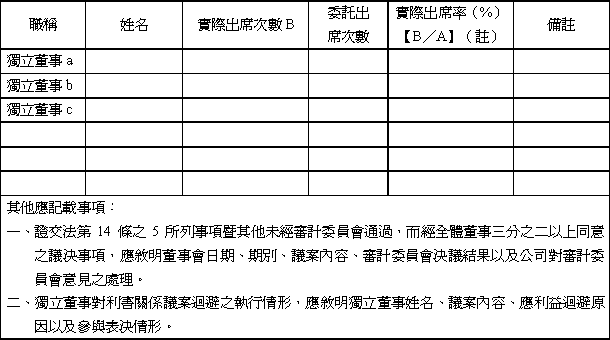 職稱 姓名 實際出席次數B 委託出席次數 實際出席率(%)【B／A】(註) 備註
獨立董事a
獨立董事b
獨立董事c
其他應記載事項：
一、證交法第 14 條之 5 所列事項暨其他未經審計委員會通過，而經全體董事三分之二以上同意
之議決事項，應敘明董事會日期、期別、議案內容、審計委員會決議結果以及公司對審計委
員會意見之處理。
二、獨立董事對利害關係議案迴避之執行情形，應敘明獨立董事姓名、議案內容、應利益迴避原
因以及參與表決情形。